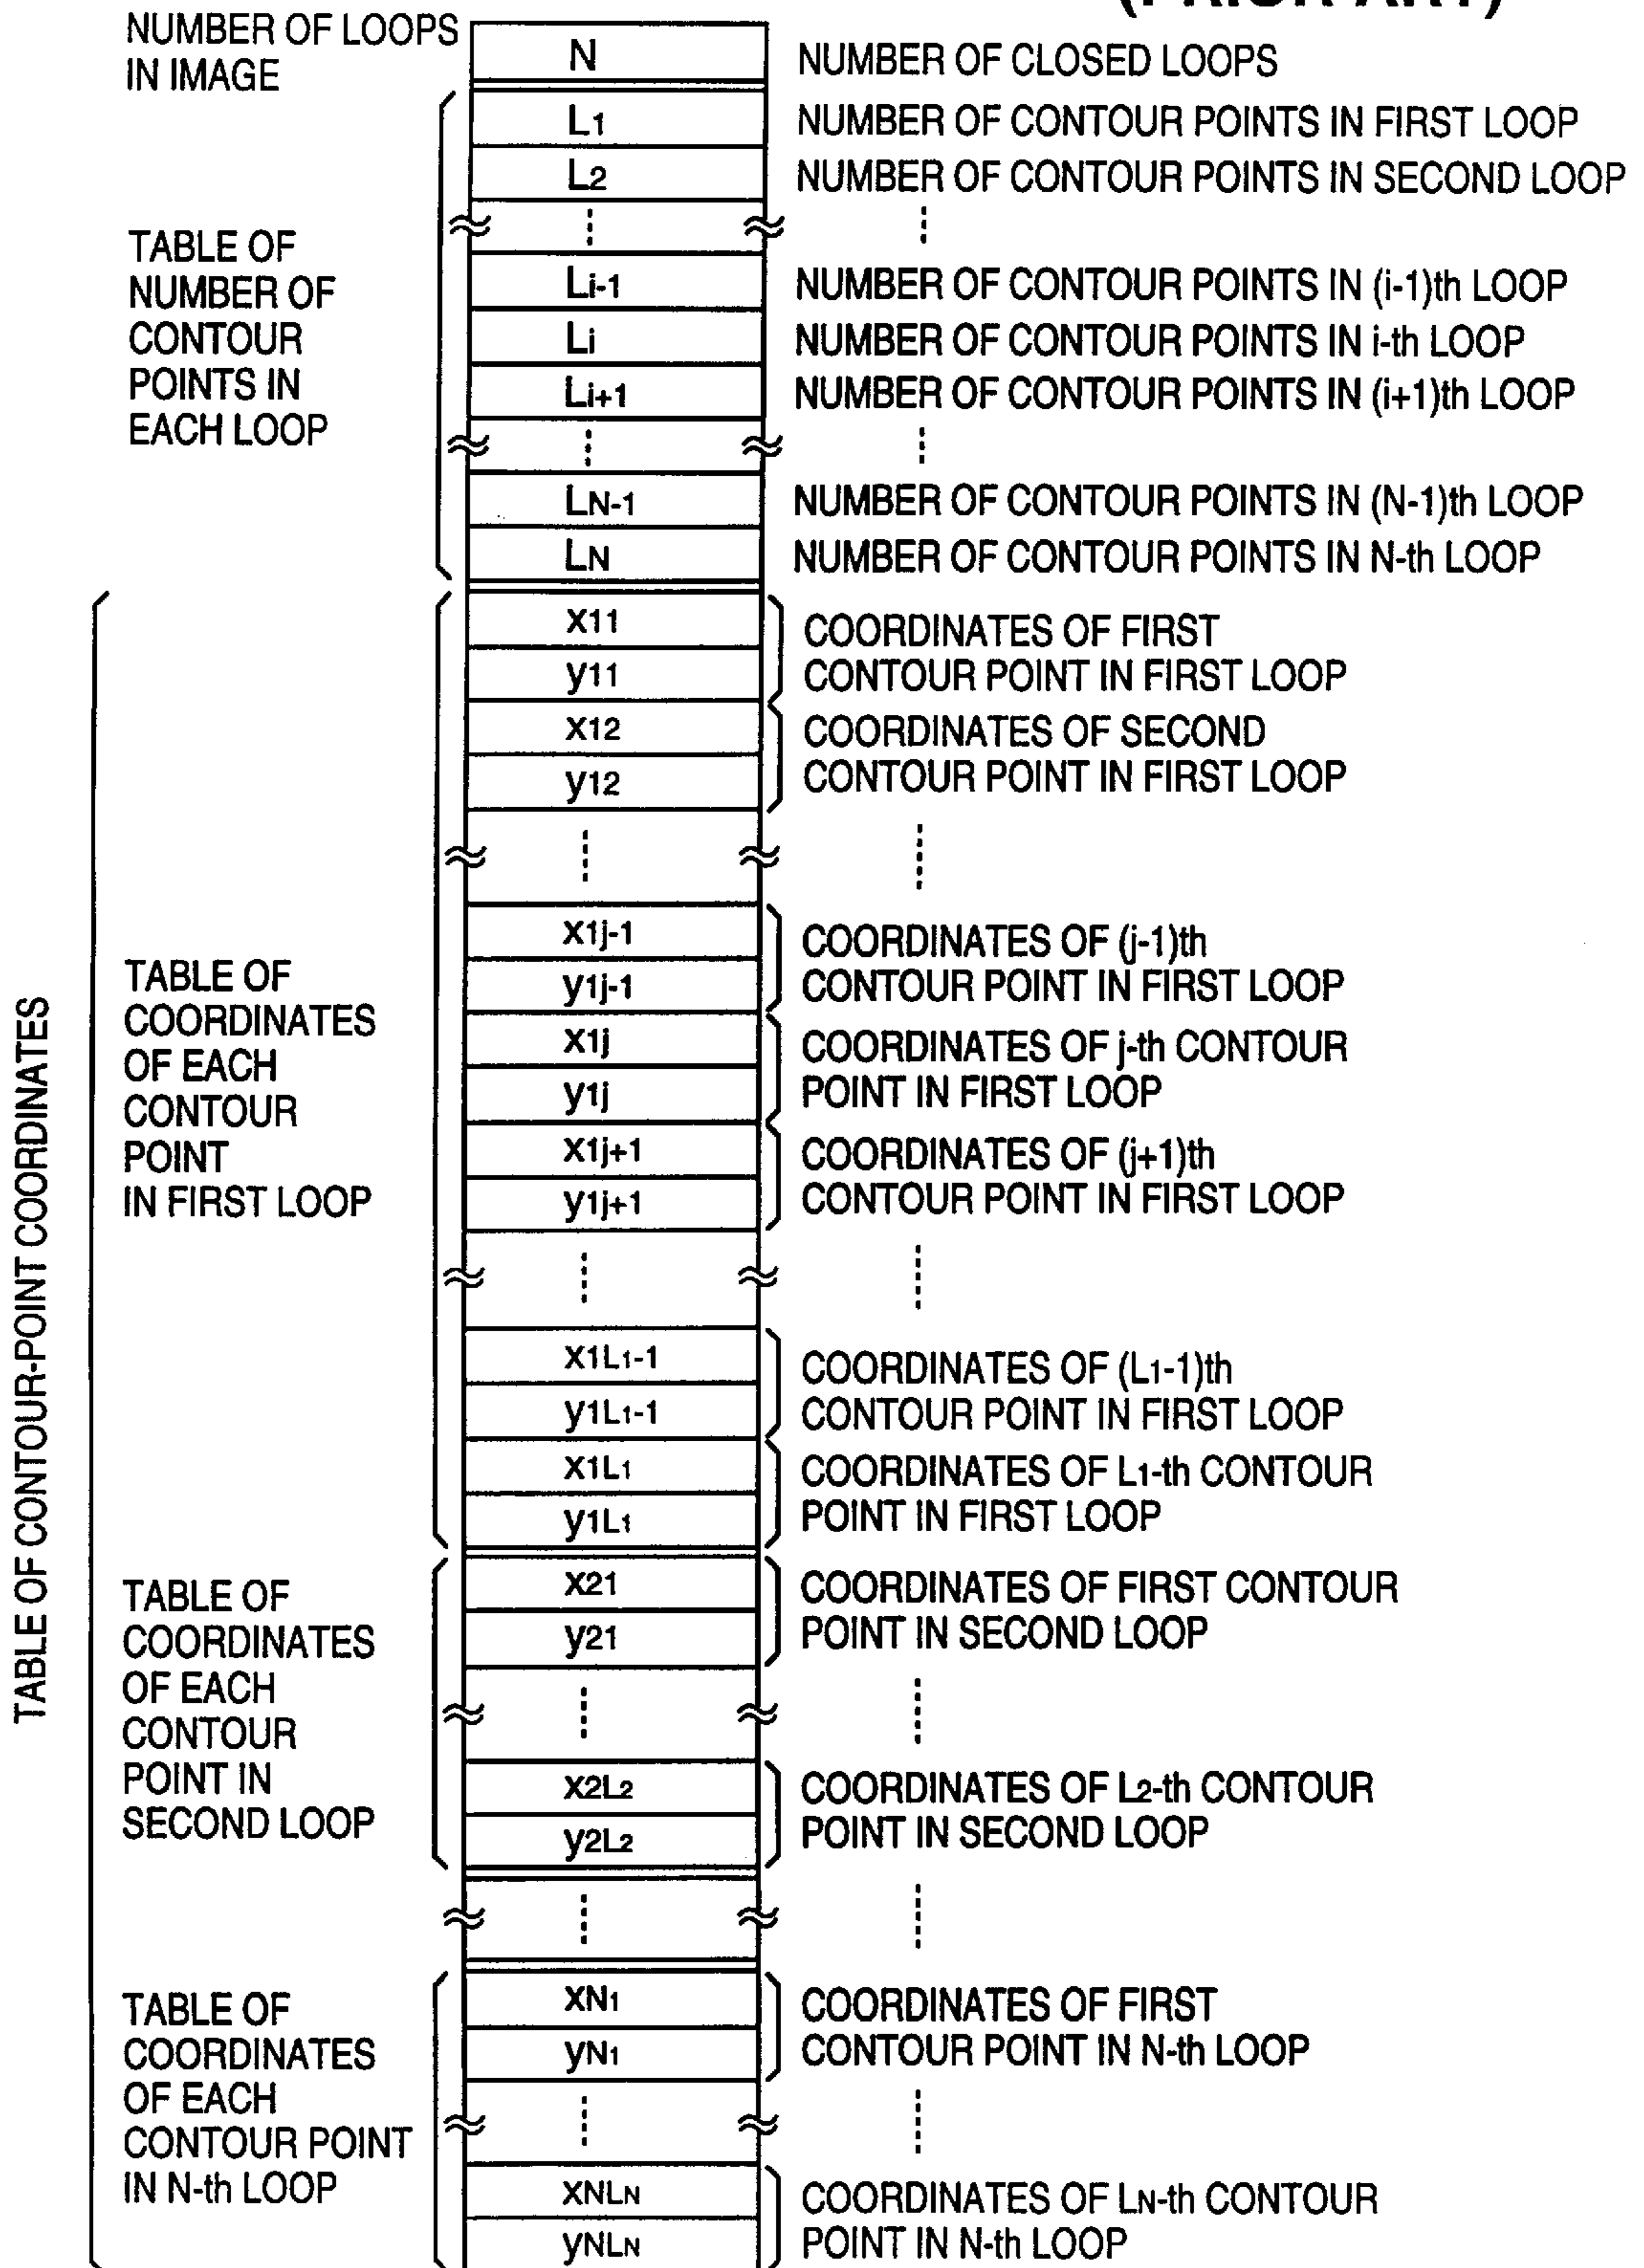 (PRIOR ART)
NUMBER OF LOOPS
IN IMAGE
N
NUMBER OF CLOSED LOOPS
TABLE OF
NUMBER OF
CONTOUR
POINTS IN
EACH LOOP
L1
NUMBER OF CONTOUR POINTS IN FIRST LOOP
L2
NUMBER OF CONTOUR POINTS IN SECOND LOOP
Li-1
NUMBER OF CONTOUR POINTS IN (i-1)th LOOP
Li
NUMBER OF CONTOUR POINTS IN i-th LOOP
Li+1
NUMBER OF CONTOUR POINTS IN (i+1)th LOOP
LN-1
NUMBER OF CONTOUR POINTS IN (N-1)th LOOP
LN
NUMBER OF CONTOUR POINTS IN N-th LOOP
TABLE OF CONTOUR-POINT COORDINATES
TABLE OF
COORDINATES
OF EACH
CONTOUR
POINT
IN FIRST LOOP
x11
y11
COORDINATES OF FIRST
CONTOUR POINT IN FIRST LOOP
x12
y12
COORDINATES OF SECOND
CONTOUR POINT IN FIRST LOOP
x1j-1
y1j-1
COORDINATES OF (j-1)th
CONTOUR POINT IN FIRST LOOP
x1j
y1j
COORDINATES OF j-th CONTOUR
POINT IN FIRST LOOP
x1j+1
y1j+1
COORDINATES OF (j+1)th
CONTOUR POINT IN FIRST LOOP
x1L1-1
y1L1-1
COORDINATES OF (L1-1)th
CONTOUR POINT IN FIRST LOOP
x1L1
y1L1
COORDINATES OF L1-th CONTOUR
POINT IN FIRST LOOP
TABLE OF
COORDINATES
OF EACH
CONTOUR
POINT IN
SECOND LOOP
x21
y21
COORDINATES OF FIRST CONTOUR
POINT IN SECOND LOOP
x2L2
y2L2
COORDINATES OF L2-th CONTOUR
POINT IN SECOND LOOP
TABLE OF
COORDINATES
OF EACH
CONTOUR POINT
IN N-th LOOP
xN1
yN1
COORDINATES OF FIRST
CONTOUR POINT IN N-th LOOP
xNLN
yNLN
COORDINATES OF LN-th CONTOUR
POINT IN N-th LOOP